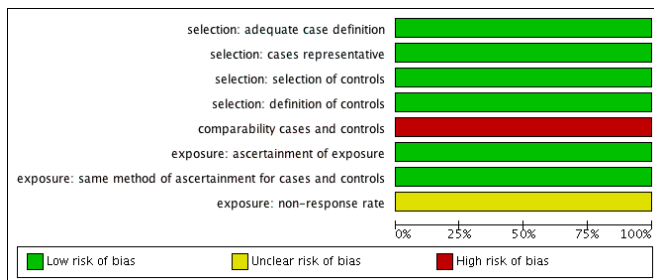 selection: adequate case definition
selection: cases representative
selection: selection of controls
selection: definition of controls
comparability cases and controls
exposure: ascertainment of exposure
exposure: same method of ascertainment for cases and controls
exposure: non-response rate
0% 25% 50% 75% 100%
Low risk of bias Unclear risk of bias High risk of bias